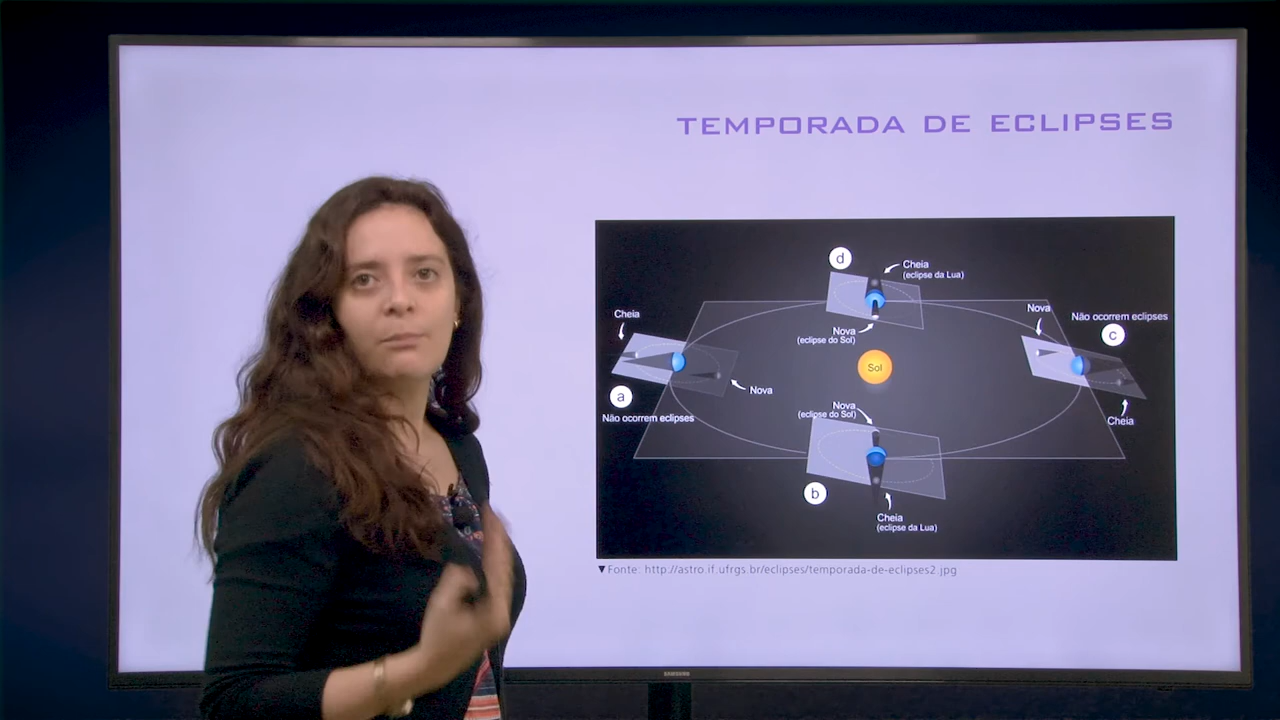 TEMPORADA DE ECLIPSES
d
Cheia
(eclipse da Lua)
Nova
(eclipse do Sol)
Cheia
Nova
a
Não ocorrem eclipses
Sol
Nova
Não ocorrem eclipses
c
Cheia
Nova
(eclipse do Sol)
b
Cheia
(eclipse da Lua)
▼Fonte: http://astro.if.ufrgs.br/eclipses/temporada-de-eclipses2.jpg
SAMSUNG